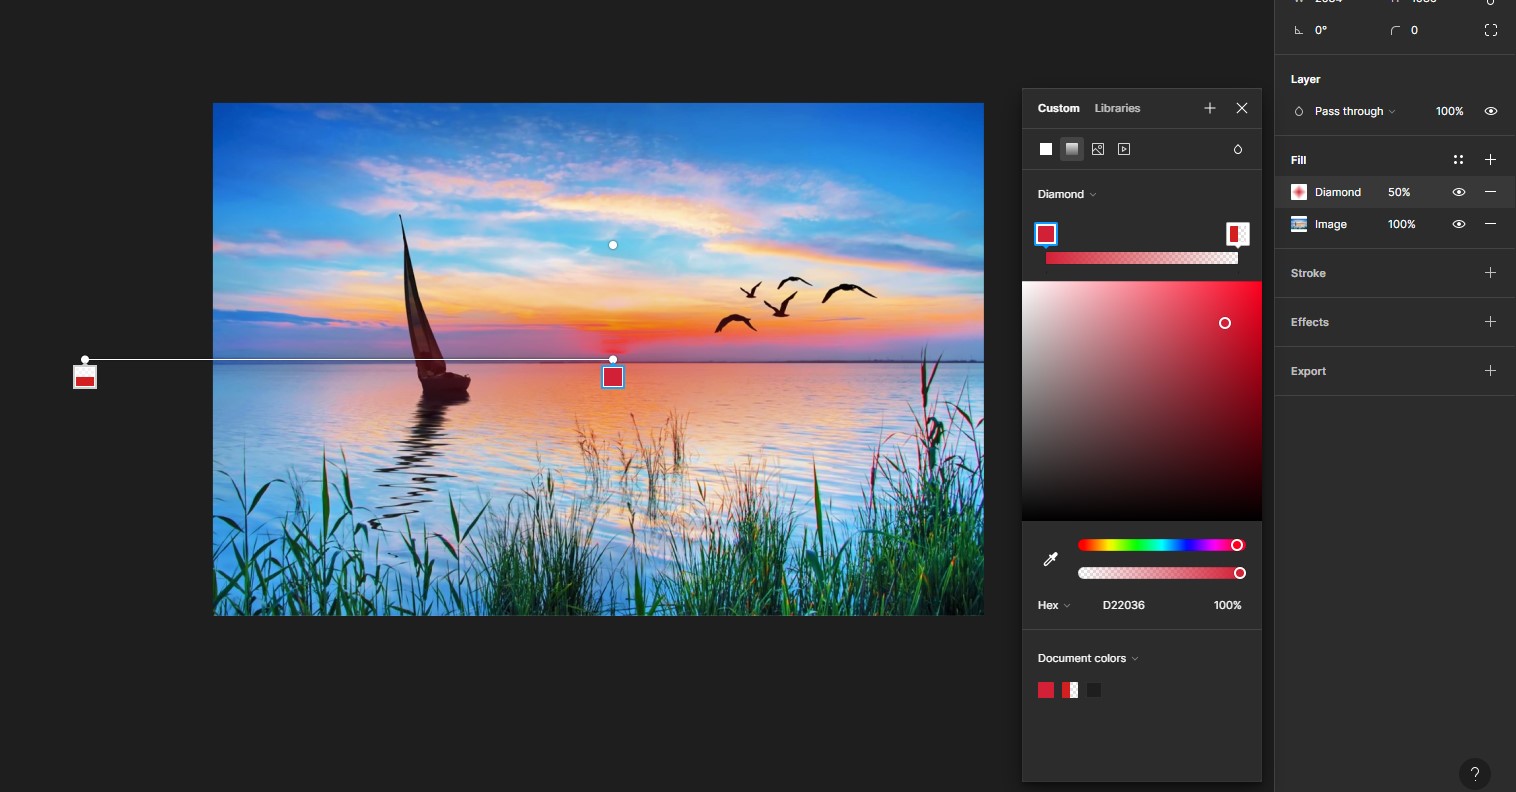 0°
0
Layer
Pass through
100%
Fill
Diamond
50%
Image
100%
Stroke
Effects
Export
Custom
Libraries
Diamond
Hex
D22036
100%
Document colors
?